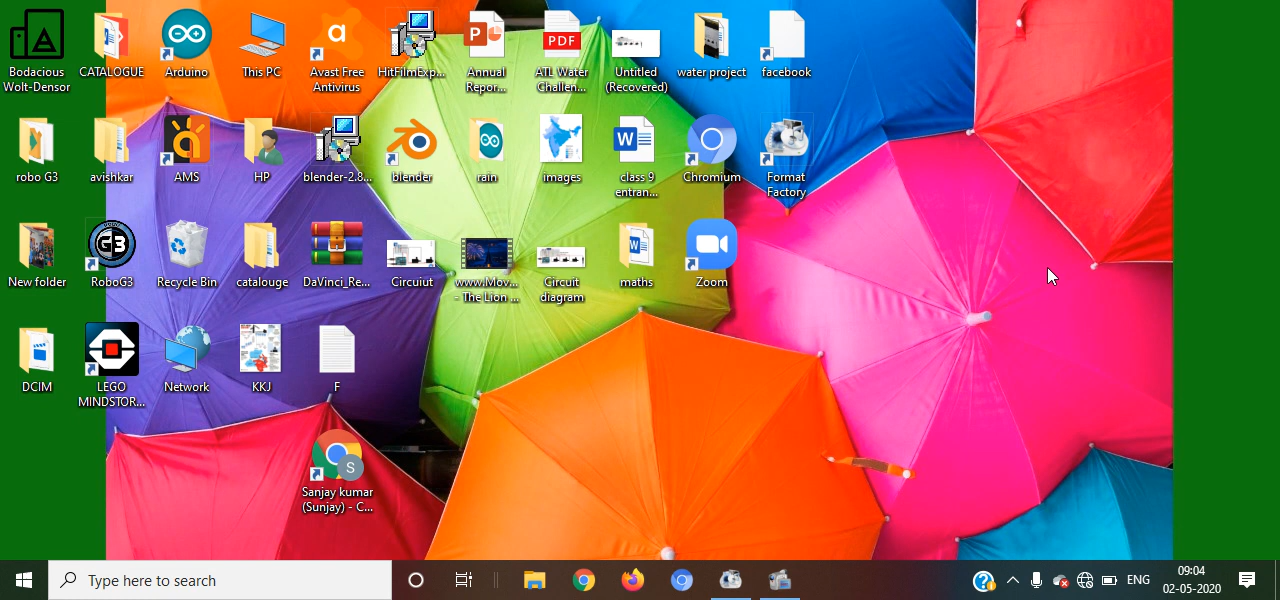 Bodacious
Wolt-Densor
CATALOGUE
Arduino
This PC
Avast Free
Antivirus
HitFilmExp...
Annual
Repor...
PDF
ATL Water
Challen...
Untitled
(Recovered)
water project
facebook
robo G3
avishkar
AMS
HP
blender-2.8...
blender
rain
images
class 9
entran...
Chromium
Format
Factory
New folder
G3
RoboG3
Recycle Bin
catalouge
DaVinci_Re...
Circuiut
www.Mov...
- The Lion ...
Circuit
diagram
maths
Zoom
DCIM
LEGO
MINDSTOR...
Network
KKJ
F
S
Sanjay kumar
(Sunjay) - C...
Type here to search
ENG
09:04
02-05-2020